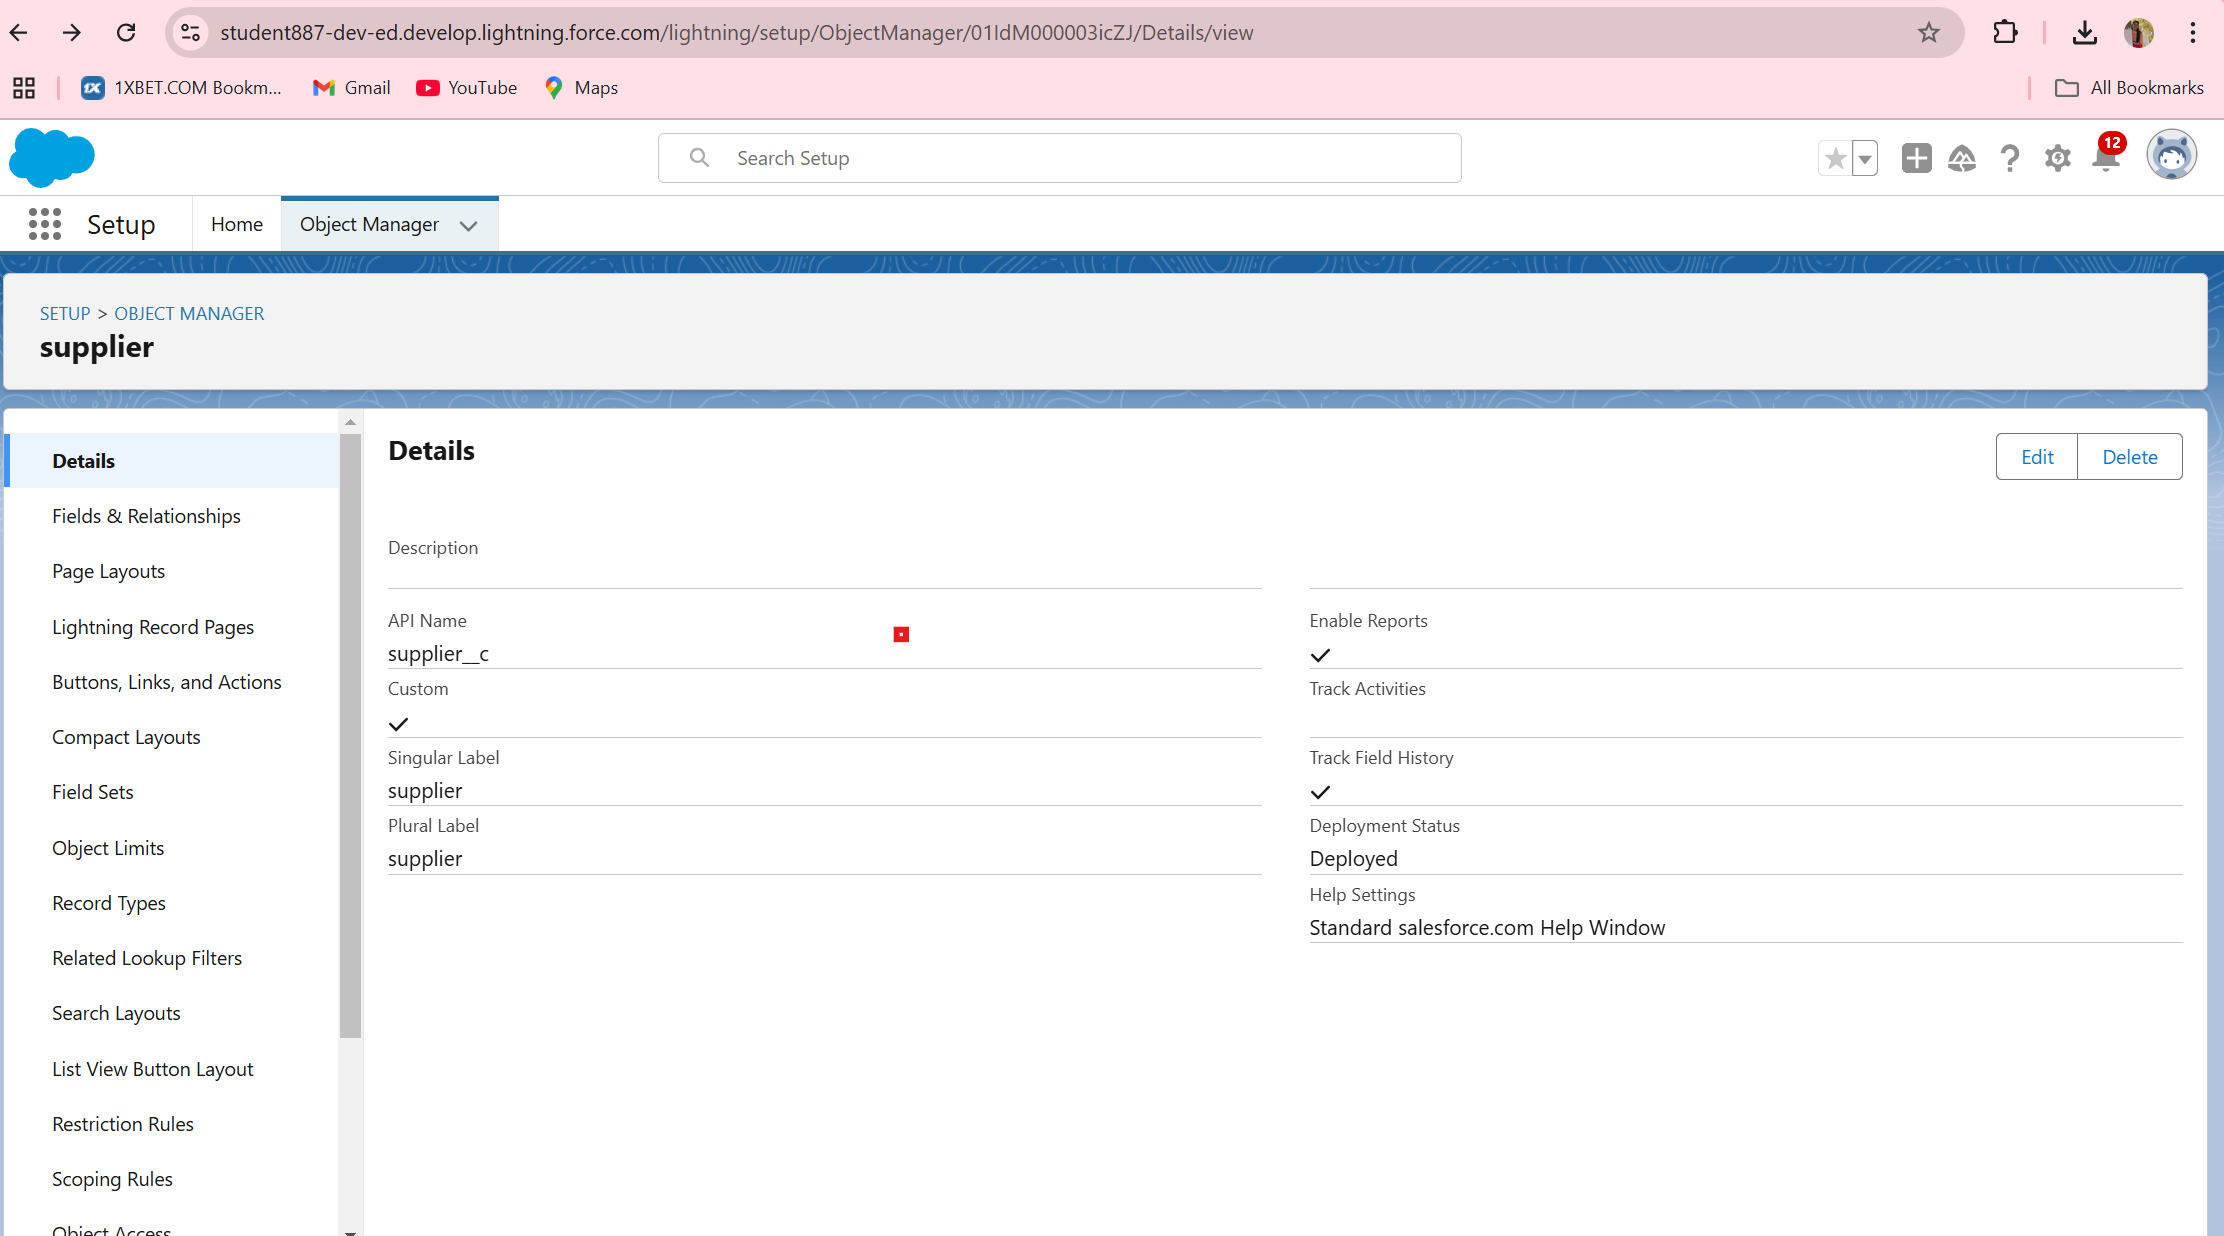 student887-dev-ed.develop.lightning.force.com/lightning/setup/ObjectManager/01IdM000003icZJ/Details/view
1XBET.COM Bookm...
Gmail
YouTube
Maps
All Bookmarks
Search Setup
12
Setup
Home
Object Manager
SETUP > OBJECT MANAGER
supplier
Details
Fields & Relationships
Page Layouts
Lightning Record Pages
Buttons, Links, and Actions
Compact Layouts
Field Sets
Object Limits
Record Types
Related Lookup Filters
Search Layouts
List View Button Layout
Restriction Rules
Scoping Rules
Object Access
Details
Edit
Delete
Description
API Name
supplier__c
Custom
Singular Label
supplier
Plural Label
supplier
Enable Reports
Track Activities
Track Field History
Deployment Status
Deployed
Help Settings
Standard salesforce.com Help Window